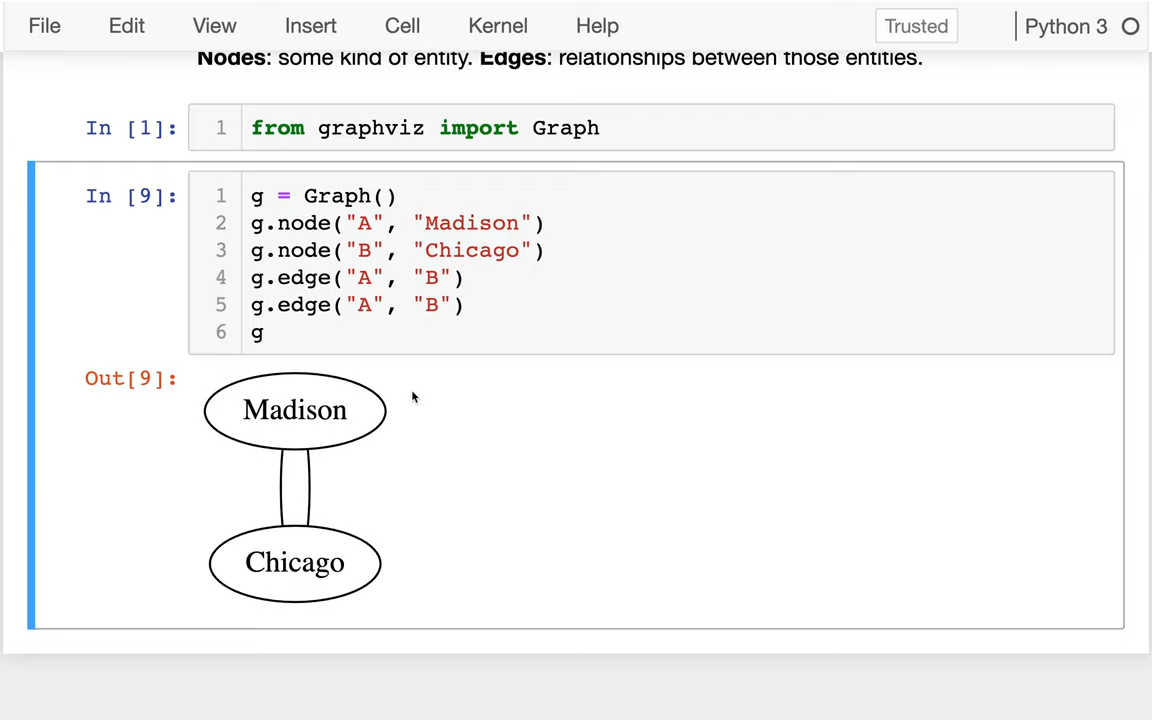 File Edit View Insert Cell Kernel Help Trusted Python 3
Nodes: some kind of entity. Edges: relationships between those entities.
In [1]: 1 from graphviz import Graph
In [9]: 1 g = Graph()
2 g.node("A", "Madison")
3 g.node("B", "Chicago")
4 g.edge("A", "B")
5 g.edge("A", "B")
6 g
Out[9]:
Madison
Chicago